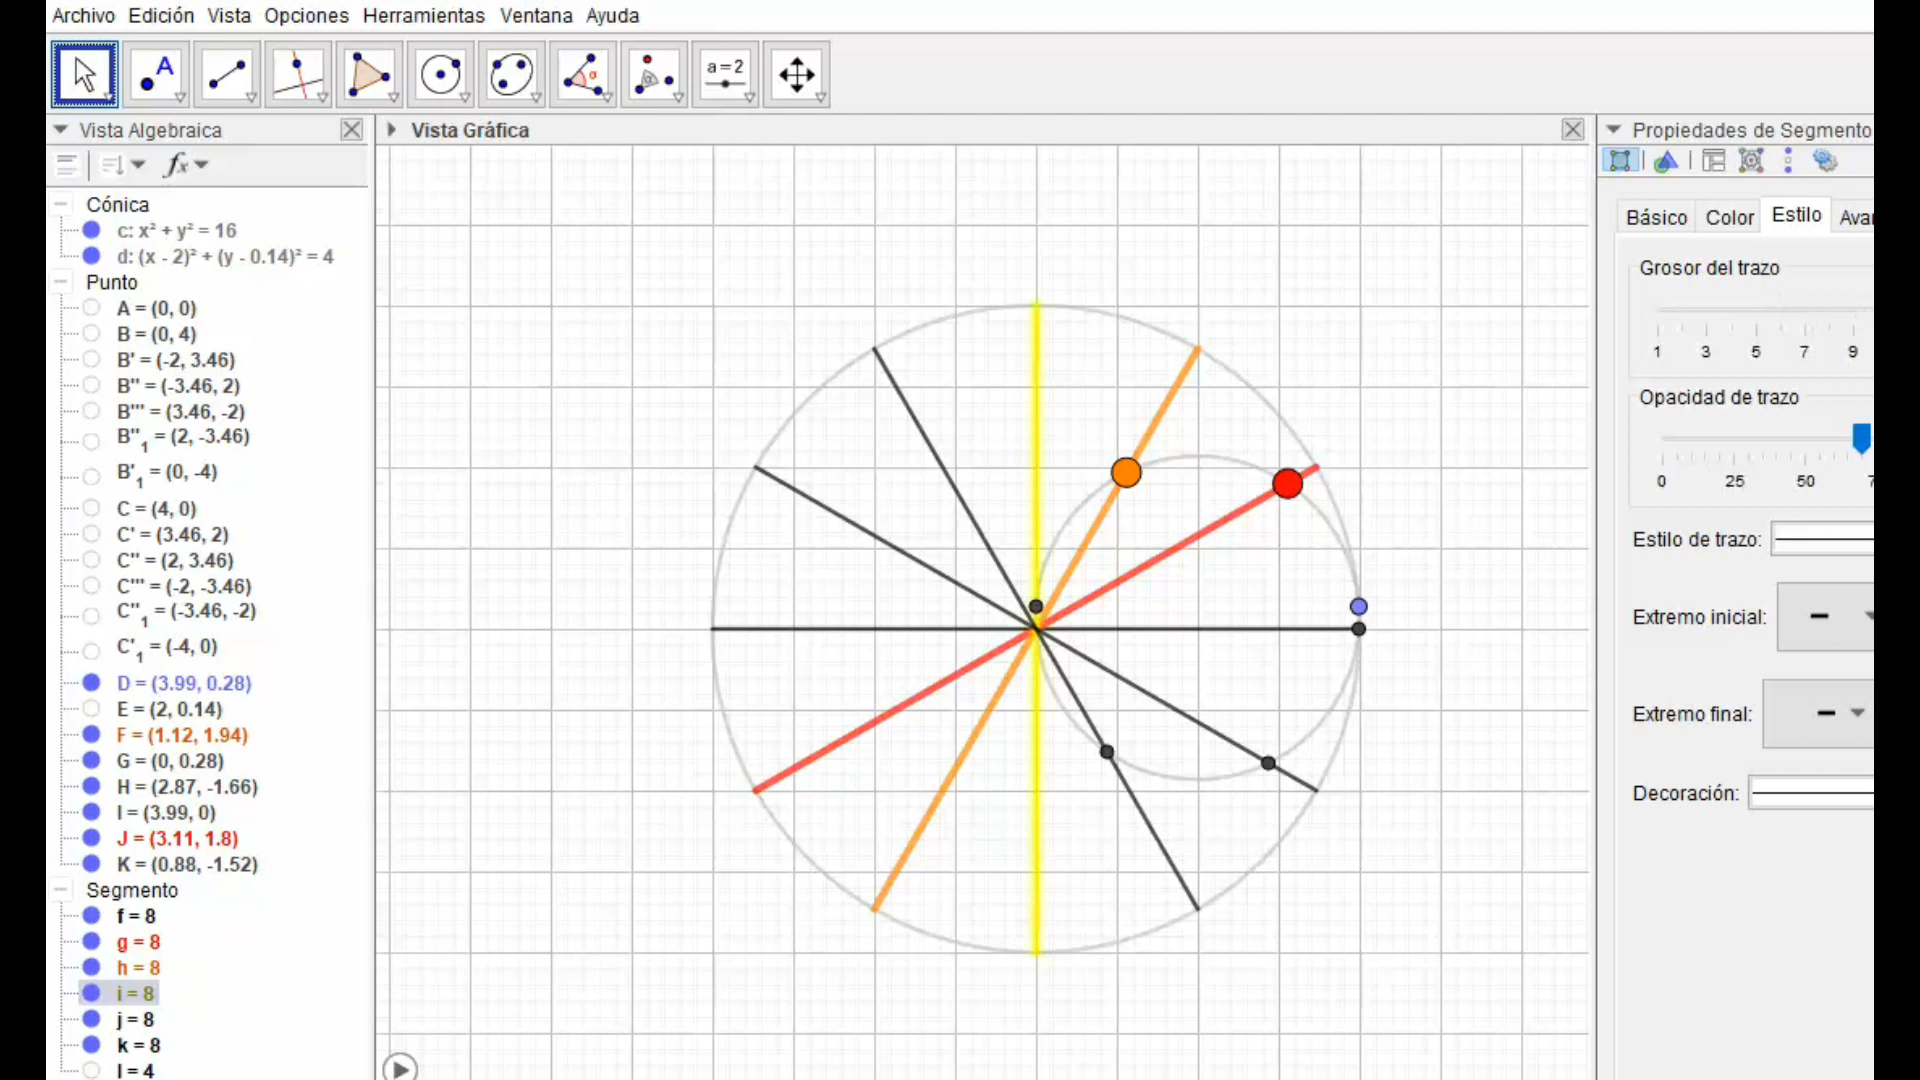 Archivo Edición Vista Opciones Herramientas Ventana Ayuda
A
α
a = 2
Vista Algebraica
Vista Gráfica
Propiedades de Segmento
fx
Básico Color Estilo Avan
Cónica
c: x² + y² = 16
d: (x - 2)² + (y - 0.14)² = 4
Punto
A = (0, 0)
B = (0, 4)
B' = (-2, 3.46)
B'' = (-3.46, 2)
B''' = (3.46, -2)
B''₁ = (2, -3.46)
B'₁ = (0, -4)
C = (4, 0)
C' = (3.46, 2)
C'' = (2, 3.46)
C''' = (-2, -3.46)
C''₁ = (-3.46, -2)
C'₁ = (-4, 0)
D = (3.99, 0.28)
E = (2, 0.14)
F = (1.12, 1.94)
G = (0, 0.28)
H = (2.87, -1.66)
I = (3.99, 0)
J = (3.11, 1.8)
K = (0.88, -1.52)
Segmento
f = 8
g = 8
h = 8
i = 8
j = 8
k = 8
l = 4
Grosor del trazo
1 3 5 7 9
Opacidad de trazo
0 25 50 7
Estilo de trazo:
Extremo inicial:
Extremo final:
Decoración: